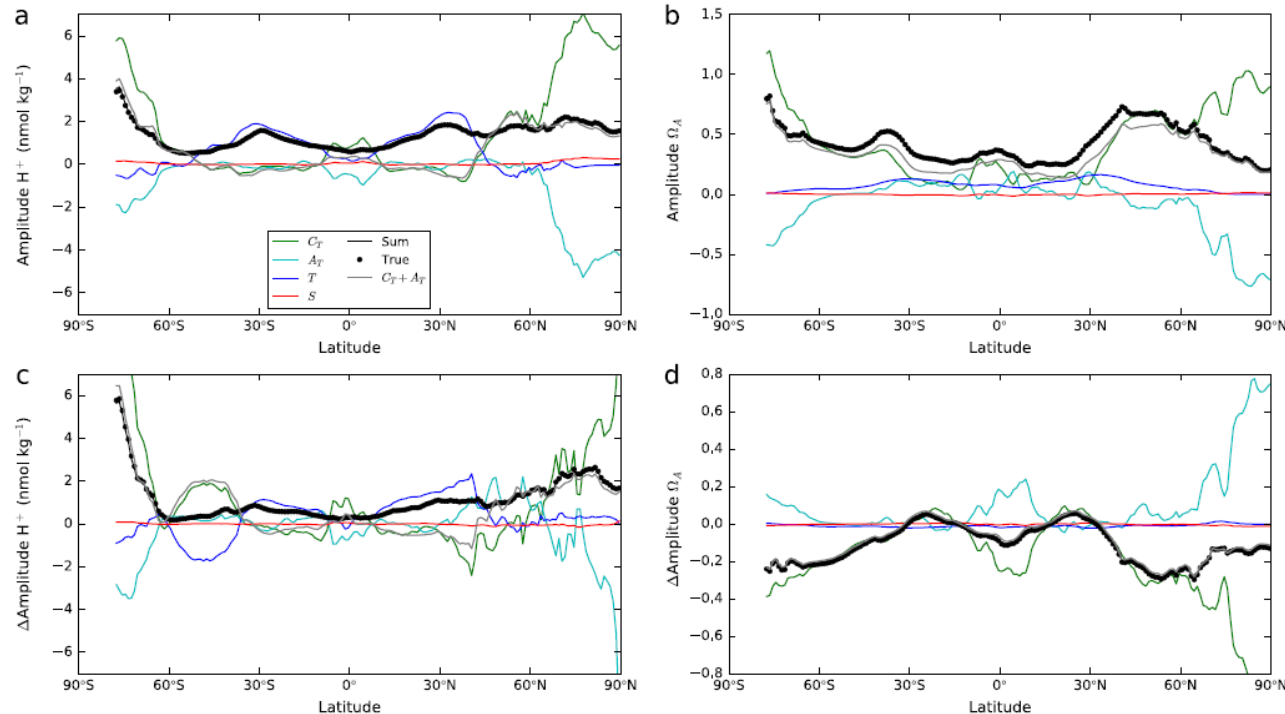 a
Amplitude H⁺ (nmol kg⁻¹)
6
4
2
0
−2
−4
−6
C_T
A_T
T
S
Sum
True
C_T + A_T
90°S
60°S
30°S
0°
30°N
60°N
90°N
Latitude
b
Amplitude Ω_A
1,5
1,0
0,5
0,0
−0,5
−1,0
90°S
60°S
30°S
0°
30°N
60°N
90°N
Latitude
c
ΔAmplitude H⁺ (nmol kg⁻¹)
6
4
2
0
−2
−4
−6
90°S
60°S
30°S
0°
30°N
60°N
90°N
Latitude
d
ΔAmplitude Ω_A
0,8
0,6
0,4
0,2
0,0
−0,2
−0,4
−0,6
−0,8
90°S
60°S
30°S
0°
30°N
60°N
90°N
Latitude